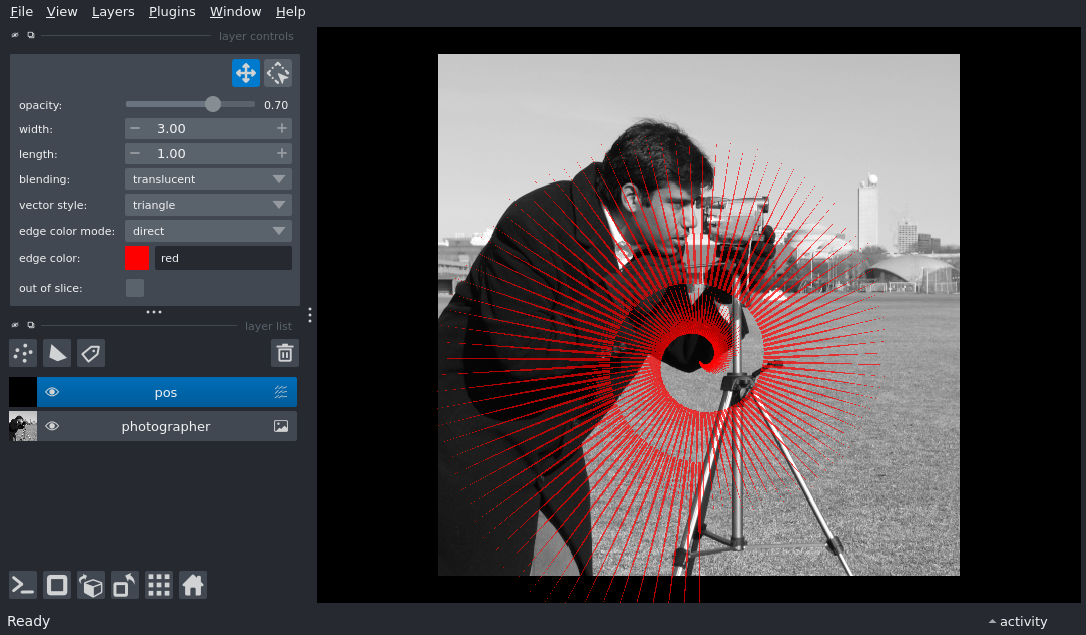 File View Layers Plugins Window Help
layer controls
opacity: 0.70
width: 3.00
length: 1.00
blending: translucent
vector style: triangle
edge color mode: direct
edge color: red
out of slice:
layer list
pos
photographer
Ready
activity